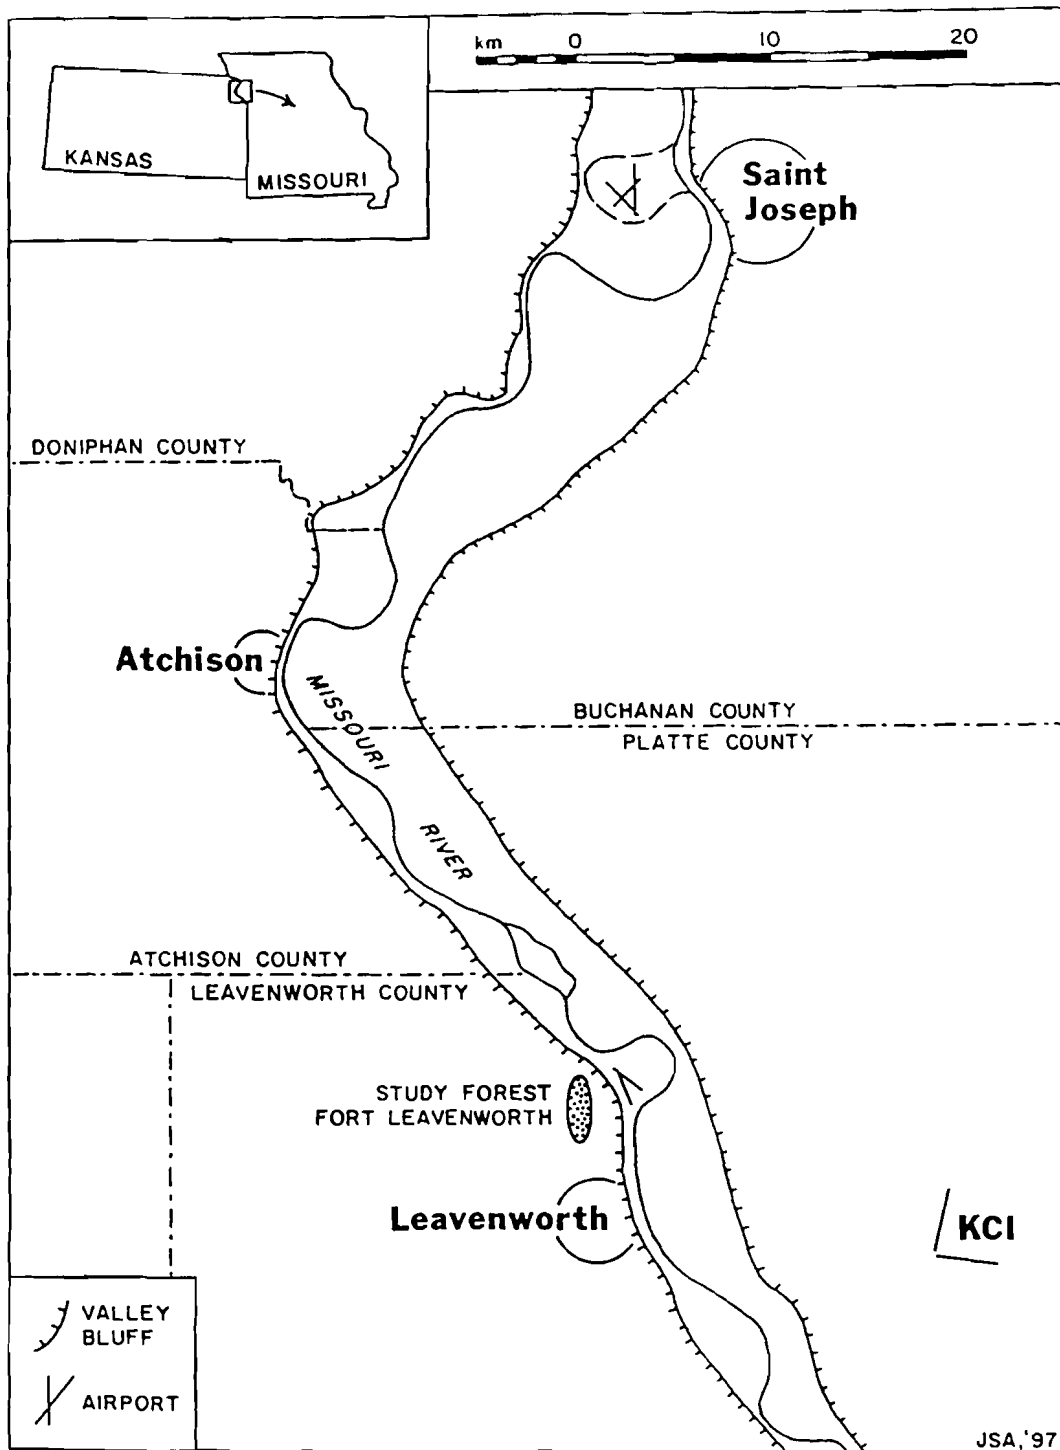 km 0 10 20
KANSAS
MISSOURI
Saint
Joseph
DONIPHAN COUNTY
Atchison
MISSOURI
RIVER
BUCHANAN COUNTY
PLATTE COUNTY
ATCHISON COUNTY
LEAVENWORTH COUNTY
STUDY FOREST
FORT LEAVENWORTH
Leavenworth
KCI
VALLEY
BLUFF
AIRPORT
JSA,'97